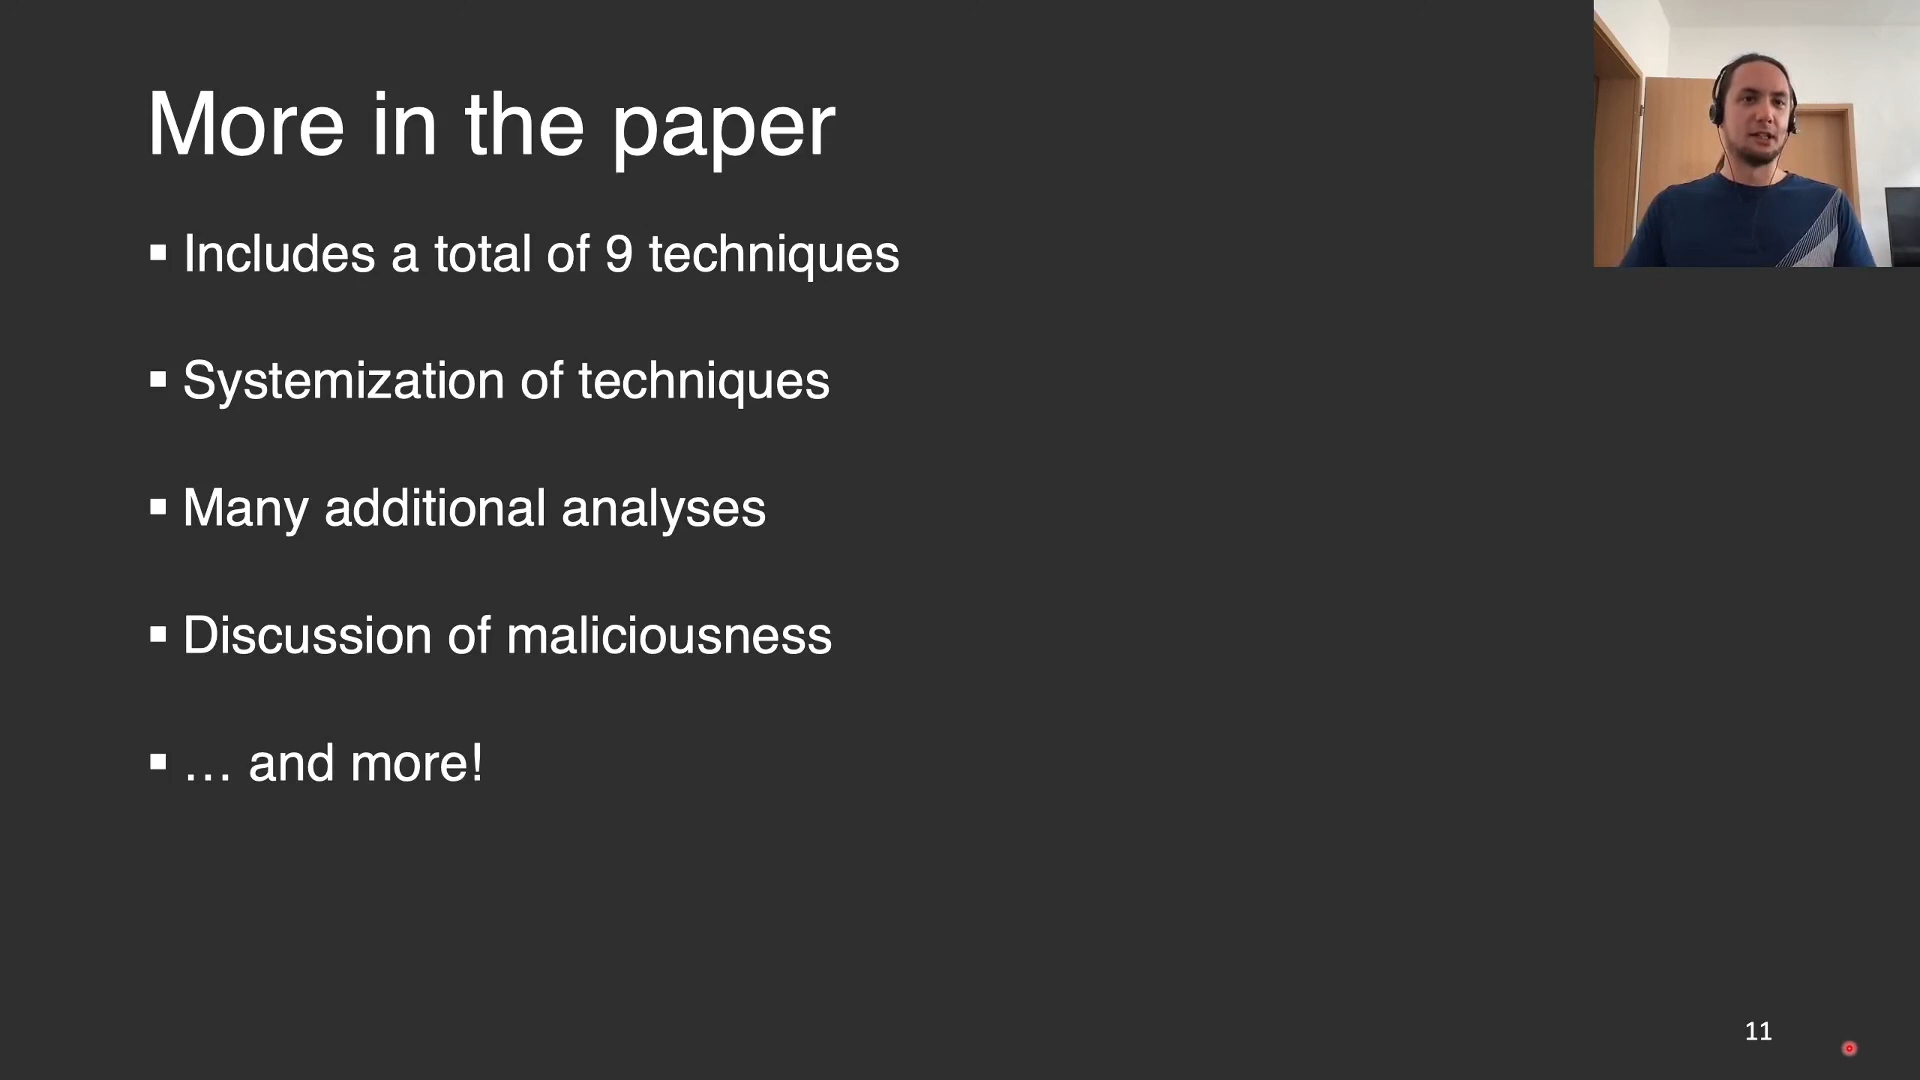 More in the paper
▪ Includes a total of 9 techniques
▪ Systemization of techniques
▪ Many additional analyses
▪ Discussion of maliciousness
▪ … and more!
11